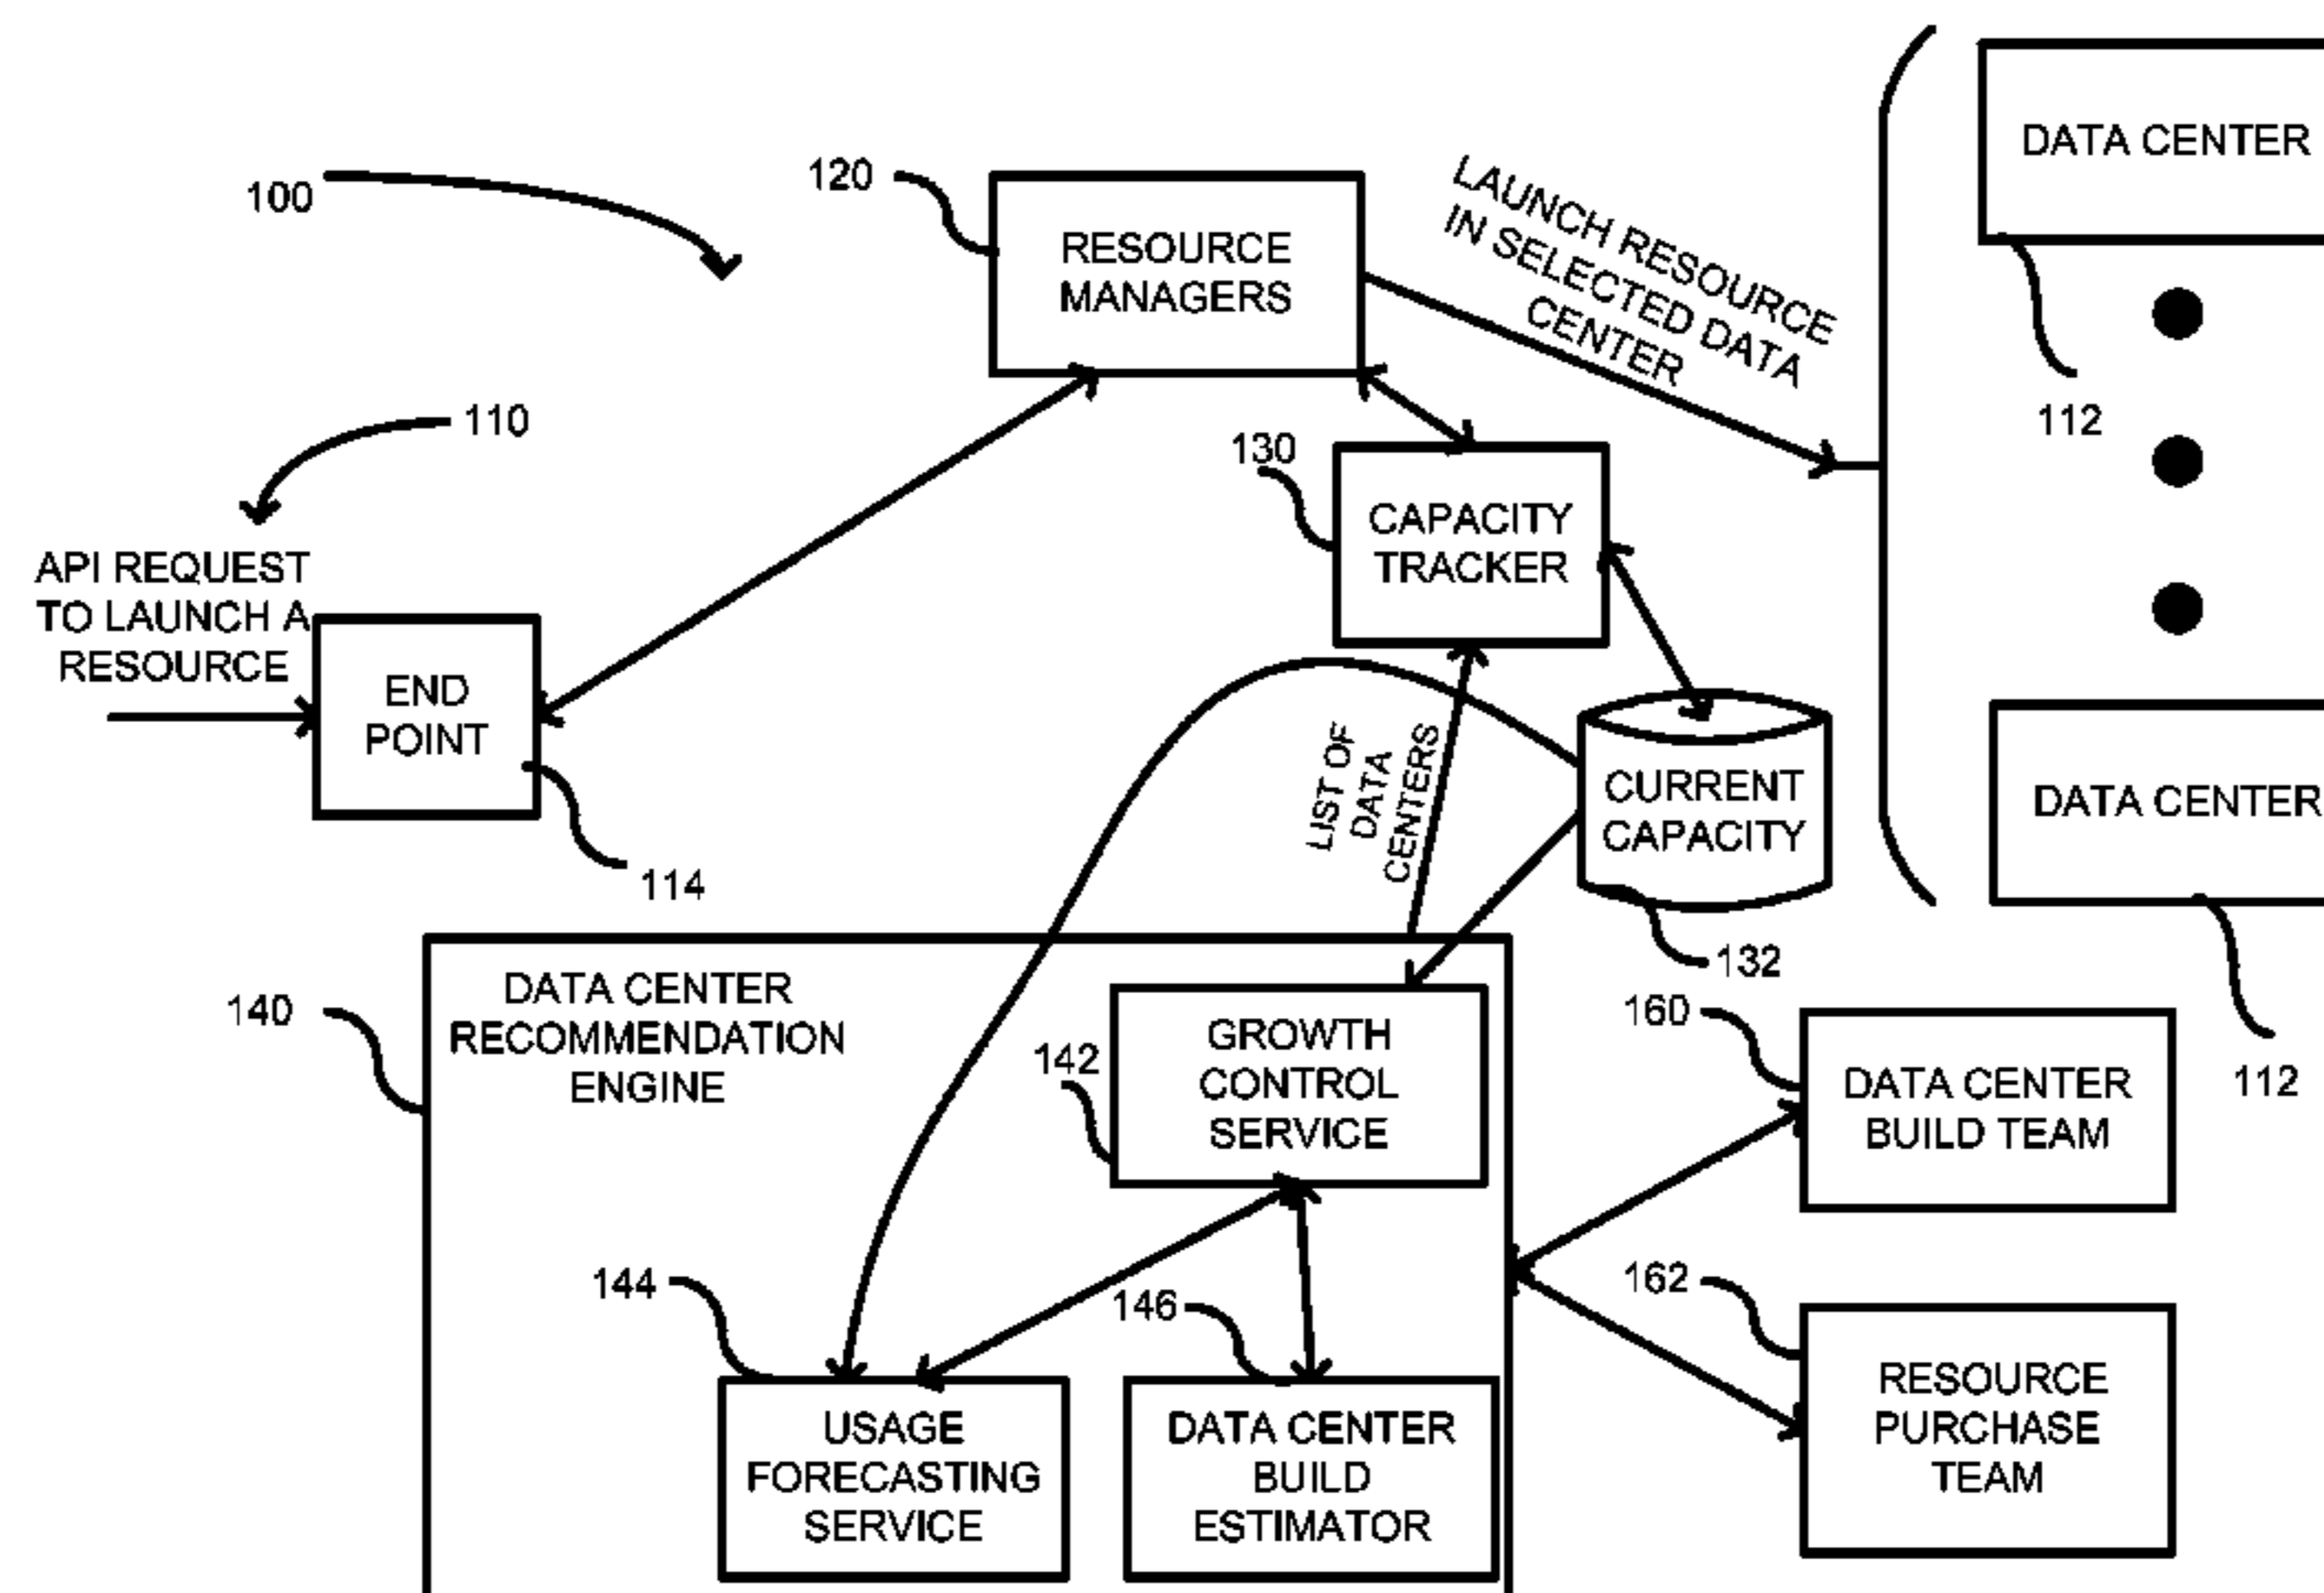 DATA CENTER
112
100
120
RESOURCE
MANAGERS
LAUNCH RESOURCE
IN SELECTED DATA
CENTER
110
API REQUEST
TO LAUNCH A
RESOURCE
END
POINT
114
130
CAPACITY
TRACKER
LIST OF
DATA
CENTERS
CURRENT
CAPACITY
132
DATA CENTER
112
140
DATA CENTER
RECOMMENDATION
ENGINE
142
GROWTH
CONTROL
SERVICE
160
DATA CENTER
BUILD TEAM
144
USAGE
FORECASTING
SERVICE
146
DATA CENTER
BUILD
ESTIMATOR
162
RESOURCE
PURCHASE
TEAM